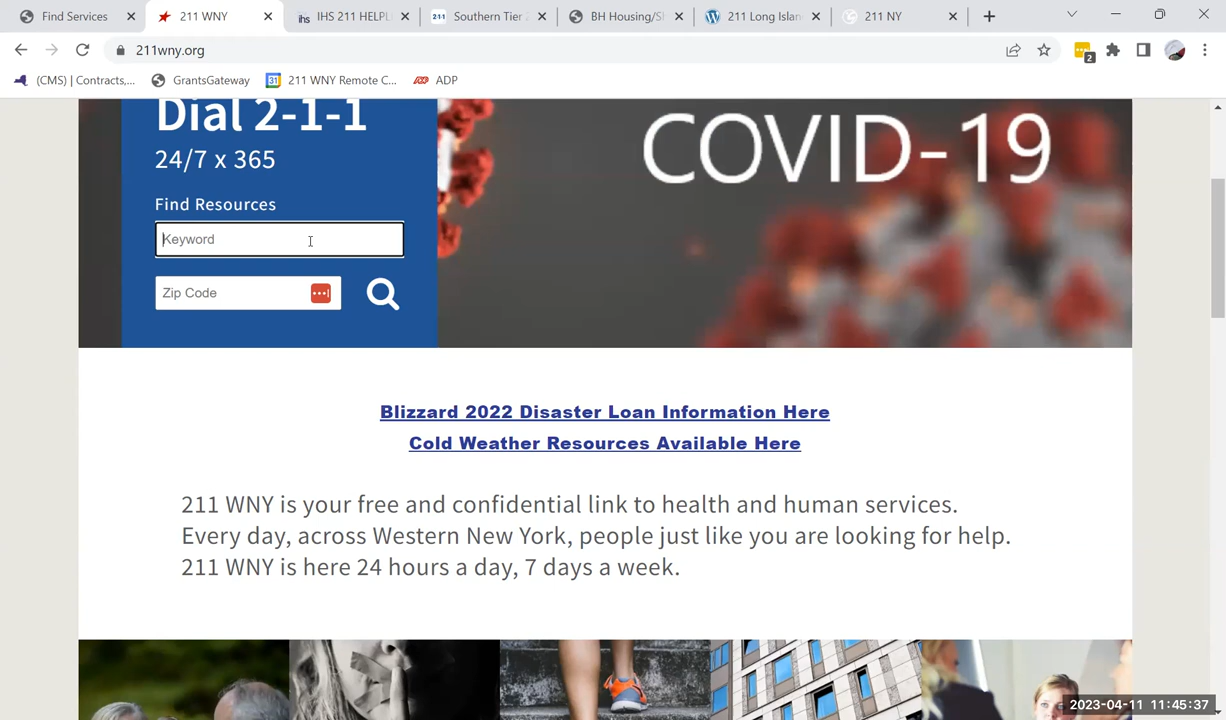 Find Services
211 WNY
IHS 211 HELPL
Southern Tier 2
BH Housing/S
211 Long Islan
211 NY
211wny.org
2
(CMS) | Contracts,...
GrantsGateway
31
211 WNY Remote C...
ADP
Dial 2-1-1
24/7 x 365
Find Resources
Keyword
Zip Code
COVID-19
Blizzard 2022 Disaster Loan Information Here
Cold Weather Resources Available Here
211 WNY is your free and confidential link to health and human services.
Every day, across Western New York, people just like you are looking for help.
211 WNY is here 24 hours a day, 7 days a week.
2023-04-11 11:45:37